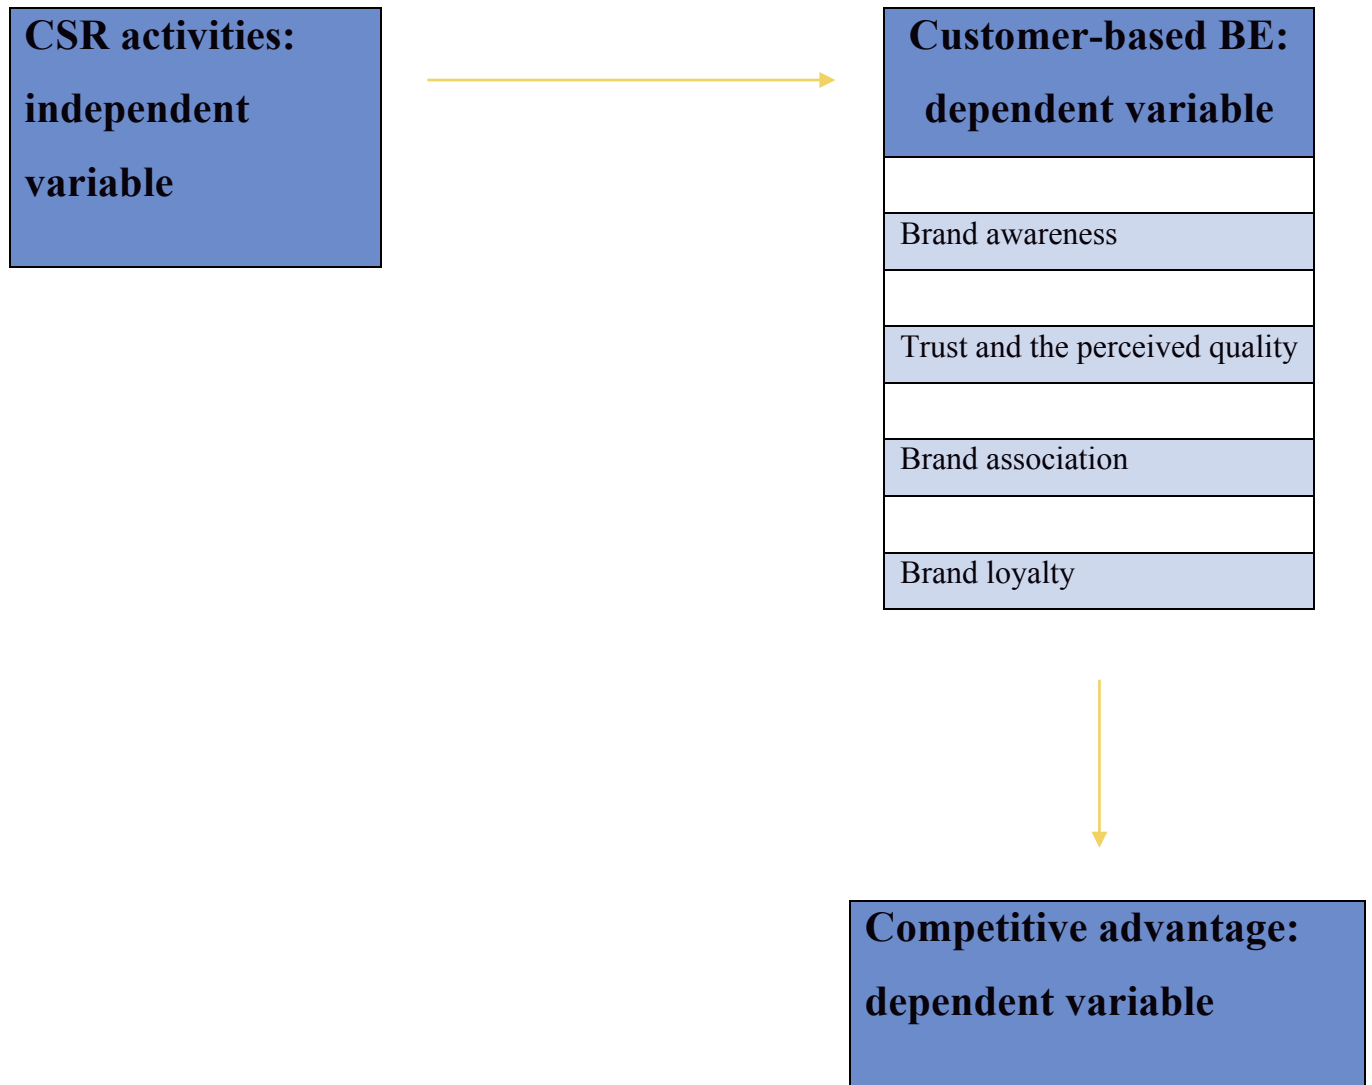 CSR activities:
independent
variable
Customer-based BE:
dependent variable
Brand awareness
Trust and the perceived quality
Brand association
Brand loyalty
Competitive advantage:
dependent variable